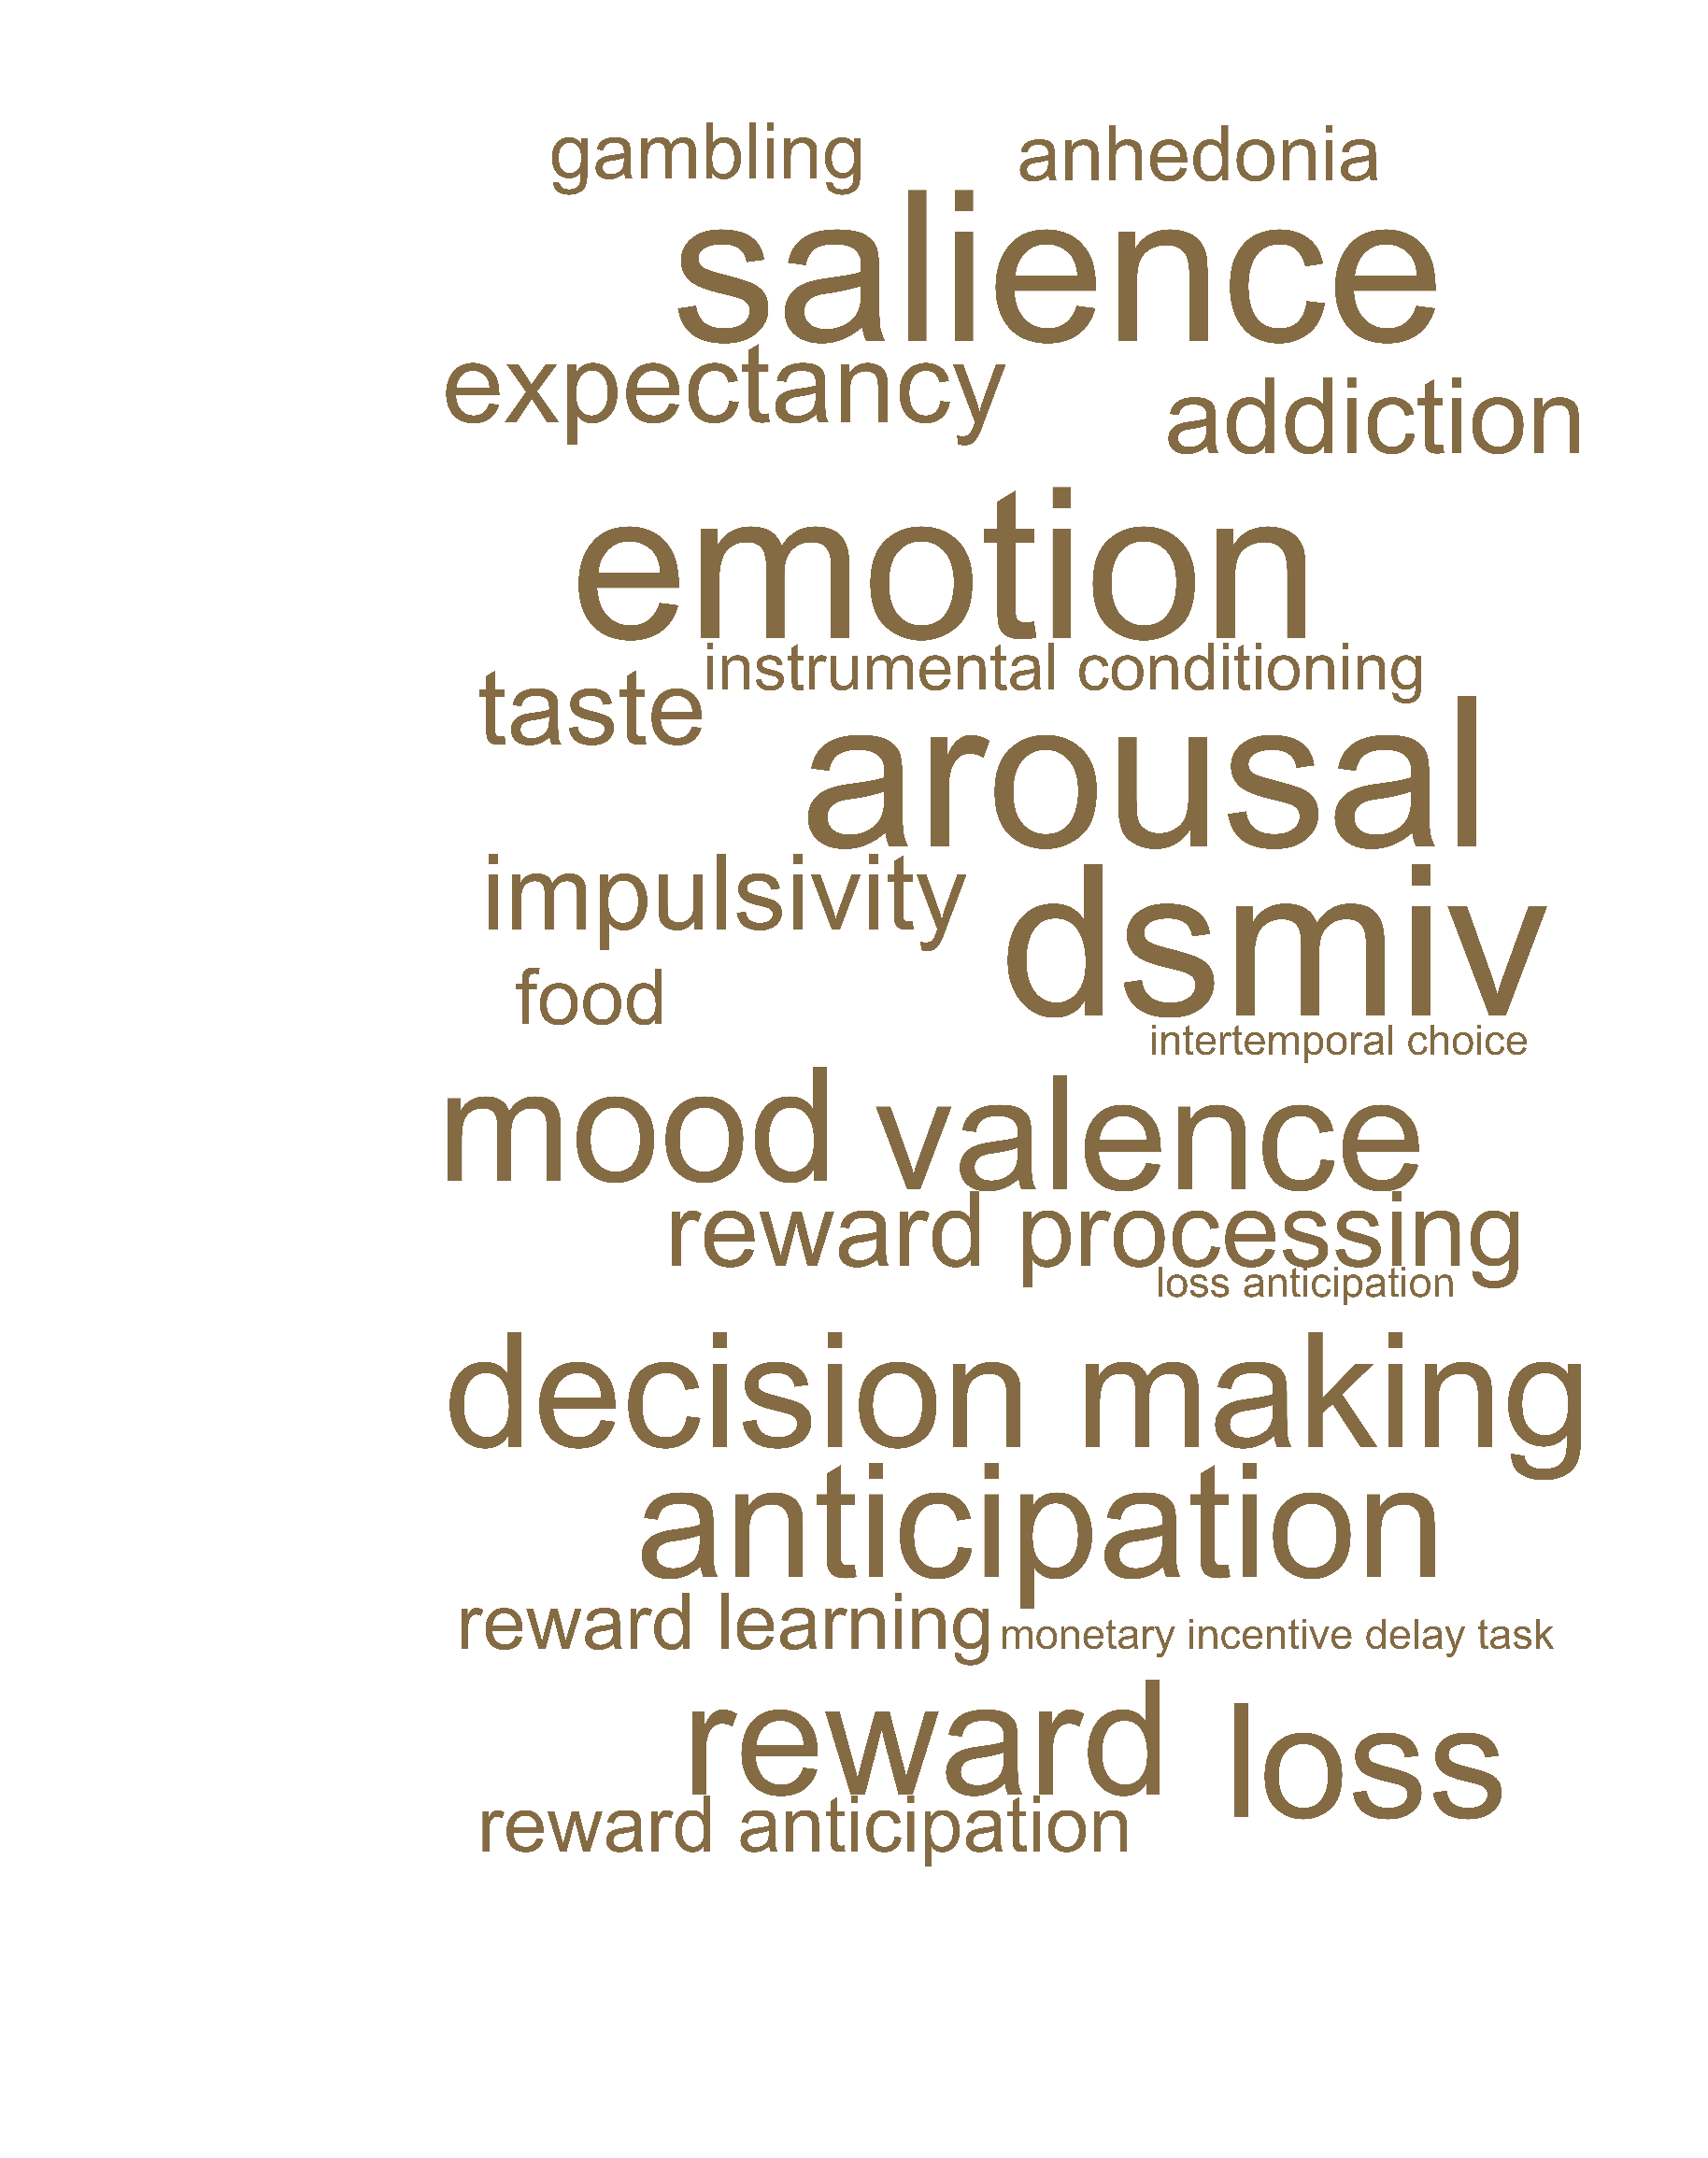 gambling anhedonia
salience
expectancy
addiction
emotion
instrumental conditioning
taste
arousal
impulsivity
dsmiv
food
intertemporal choice
mood valence
reward processing
loss anticipation
decision making
anticipation
reward learning
monetary incentive delay task
reward loss
reward anticipation